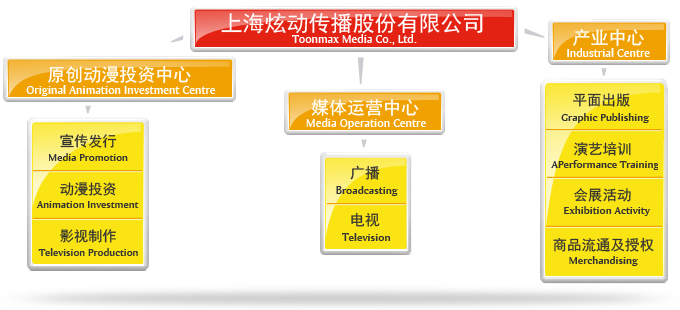 上海炫动传播股份有限公司
Toonmax Media Co., Ltd.
原创动漫投资中心
Original Animation Investment Centre
宣传发行
Media Promotion
动漫投资
Animation Investment
影视制作
Television Production
媒体运营中心
Media Operation Centre
广播
Broadcasting
电视
Television
产业中心
Industrial Centre
平面出版
Graphic Publishing
演艺培训
APerformance Training
会展活动
Exhibition Activity
商品流通及授权
Merchandising